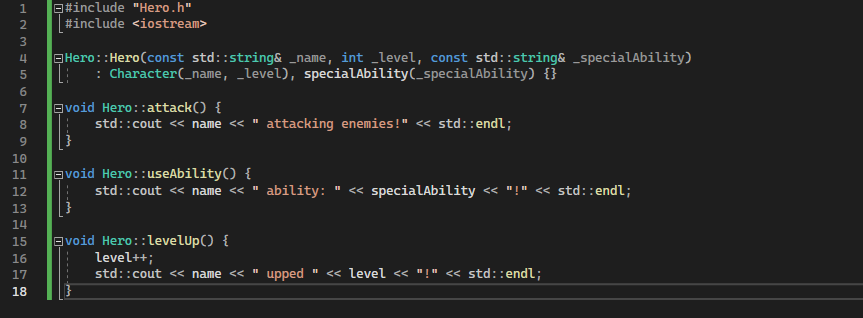 1 #include "Hero.h"
2 #include <iostream>
3
4 Hero::Hero(const std::string& _name, int _level, const std::string& _specialAbility)
5     : Character(_name, _level), specialAbility(_specialAbility) {}
6
7 void Hero::attack() {
8     std::cout << name << " attacking enemies!" << std::endl;
9 }
10
11 void Hero::useAbility() {
12     std::cout << name << " ability: " << specialAbility << "!" << std::endl;
13 }
14
15 void Hero::levelUp() {
16     level++;
17     std::cout << name << " upped " << level << "!" << std::endl;
18 }